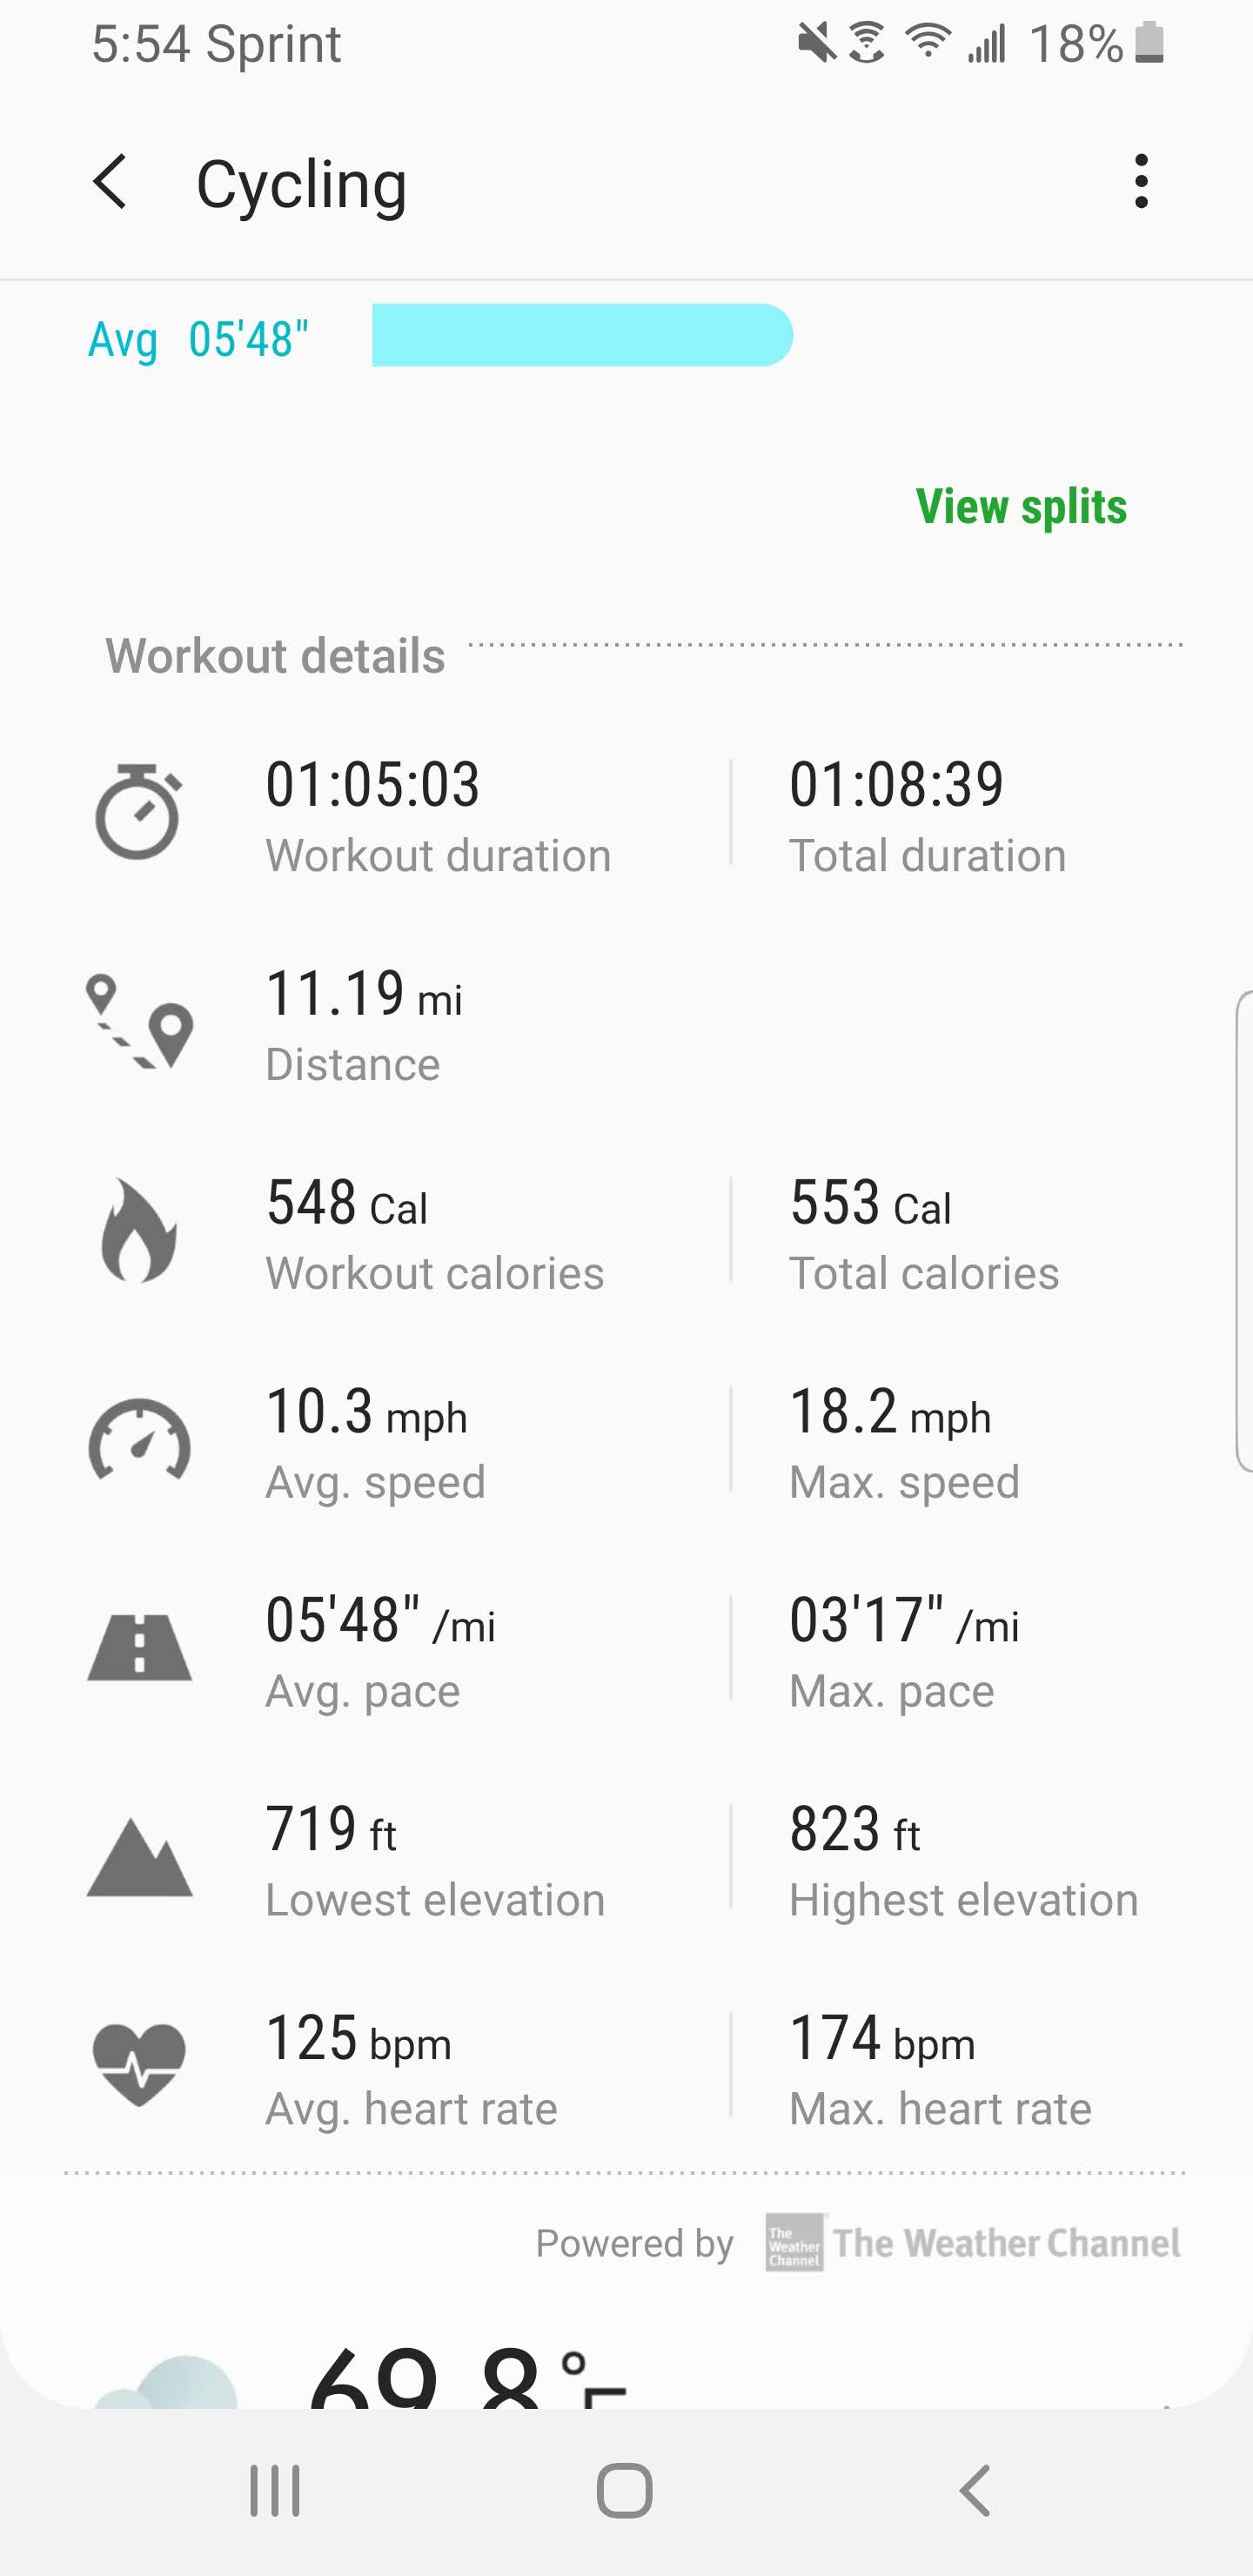 5:54 Sprint 18%
Cycling
Avg 05'48"
View splits
Workout details
01:05:03 01:08:39
Workout duration Total duration
11.19 mi
Distance
548 Cal 553 Cal
Workout calories Total calories
10.3 mph 18.2 mph
Avg. speed Max. speed
05'48" /mi 03'17" /mi
Avg. pace Max. pace
719 ft 823 ft
Lowest elevation Highest elevation
125 bpm 174 bpm
Avg. heart rate Max. heart rate
Powered by The Weather Channel The Weather Channel
69.8°F